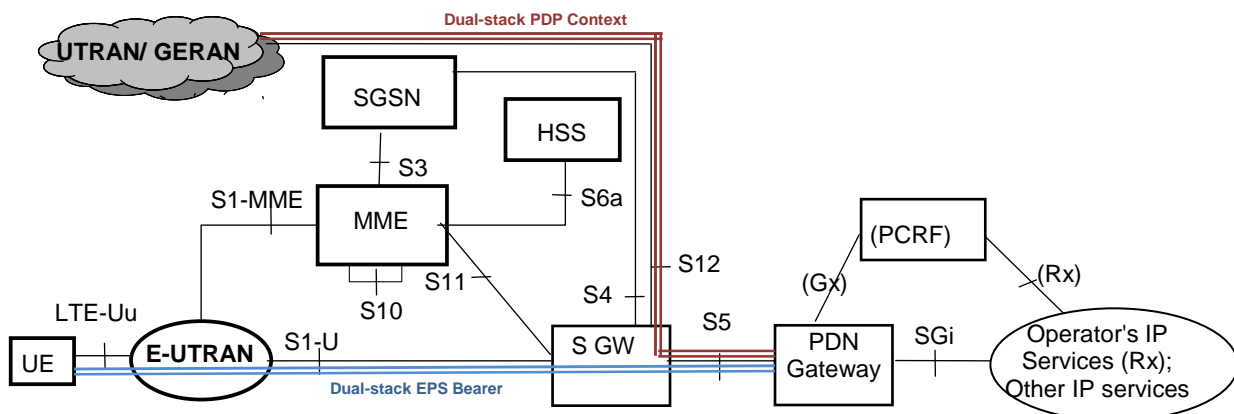 Dual-stack PDP Context
UTRAN/ GERAN
SGSN
HSS
S3
S6a
S1-MME
MME
(PCRF)
S11
S12
S10
S4
(Gx)
(Rx)
LTE-Uu
S5
UE
E-UTRAN
S1-U
S GW
PDN
Gateway
SGi
Operator's IP
Services (Rx);
Other IP services
Dual-stack EPS Bearer